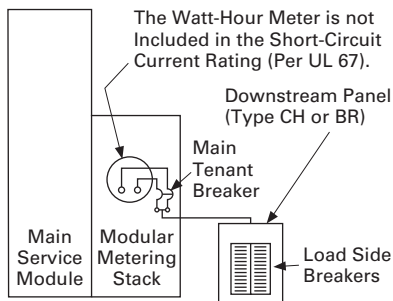 The Watt-Hour Meter is not
Included in the Short-Circuit
Current Rating (Per UL 67).
Downstream Panel
(Type CH or BR)
Main
Tenant
Breaker
Main
Service
Module
Modular
Metering
Stack
Load Side
Breakers